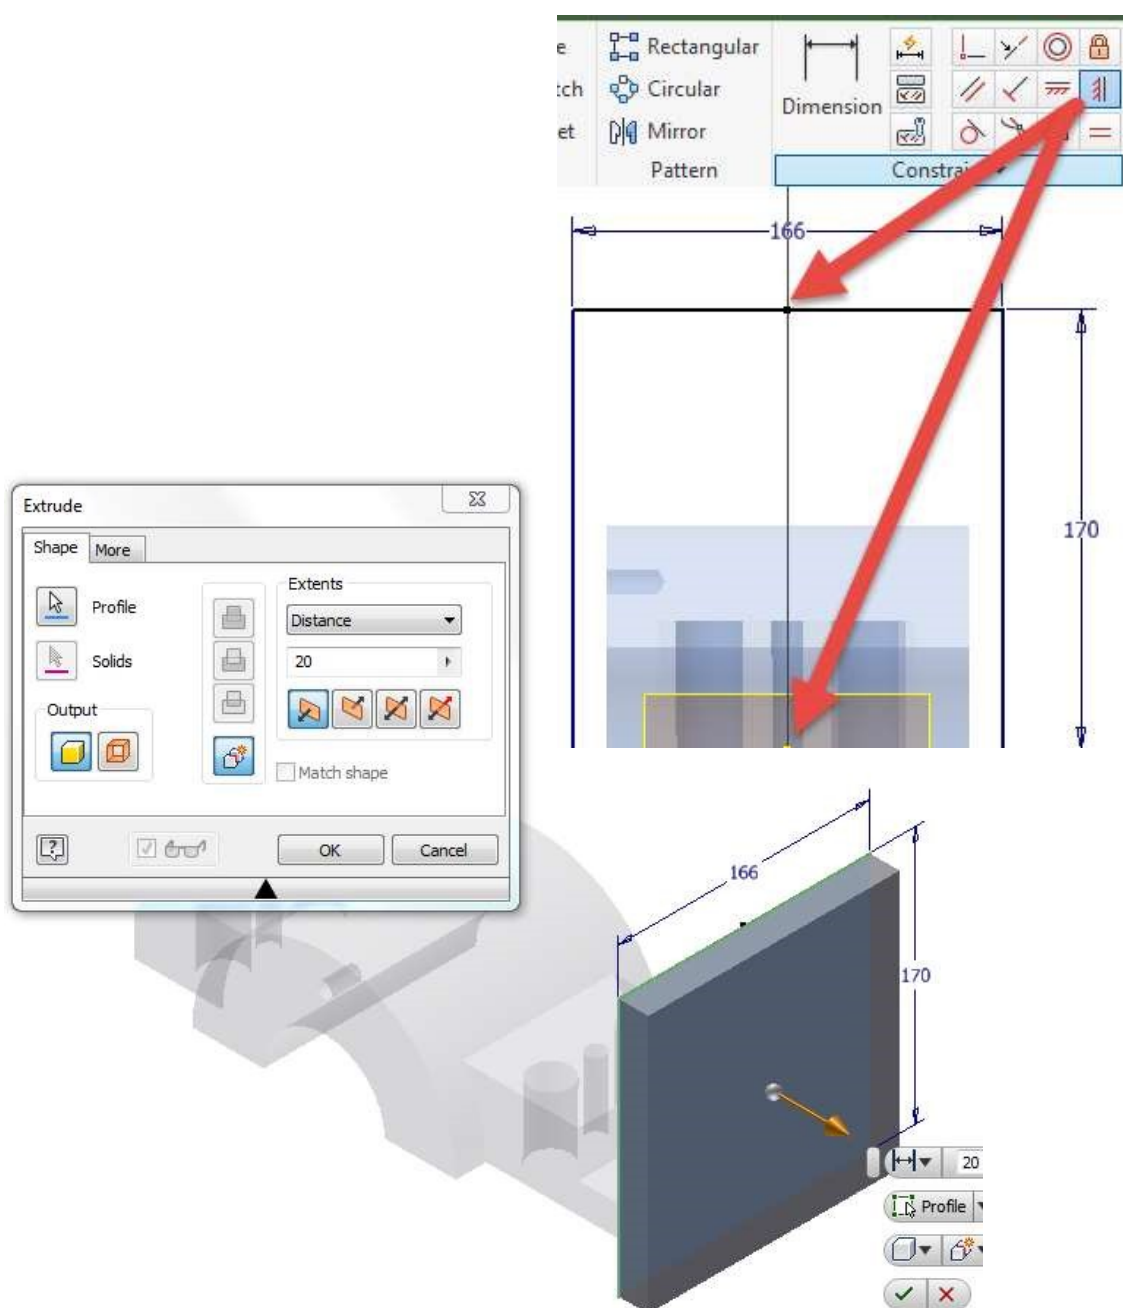 e
Rectangular
tch
Circular
et
Mirror
Pattern
Dimension
166
170
Extrude
Shape
More
Profile
Solids
Output
Extents
Distance
20
Match shape
OK
Cancel
166
170
20
Profile